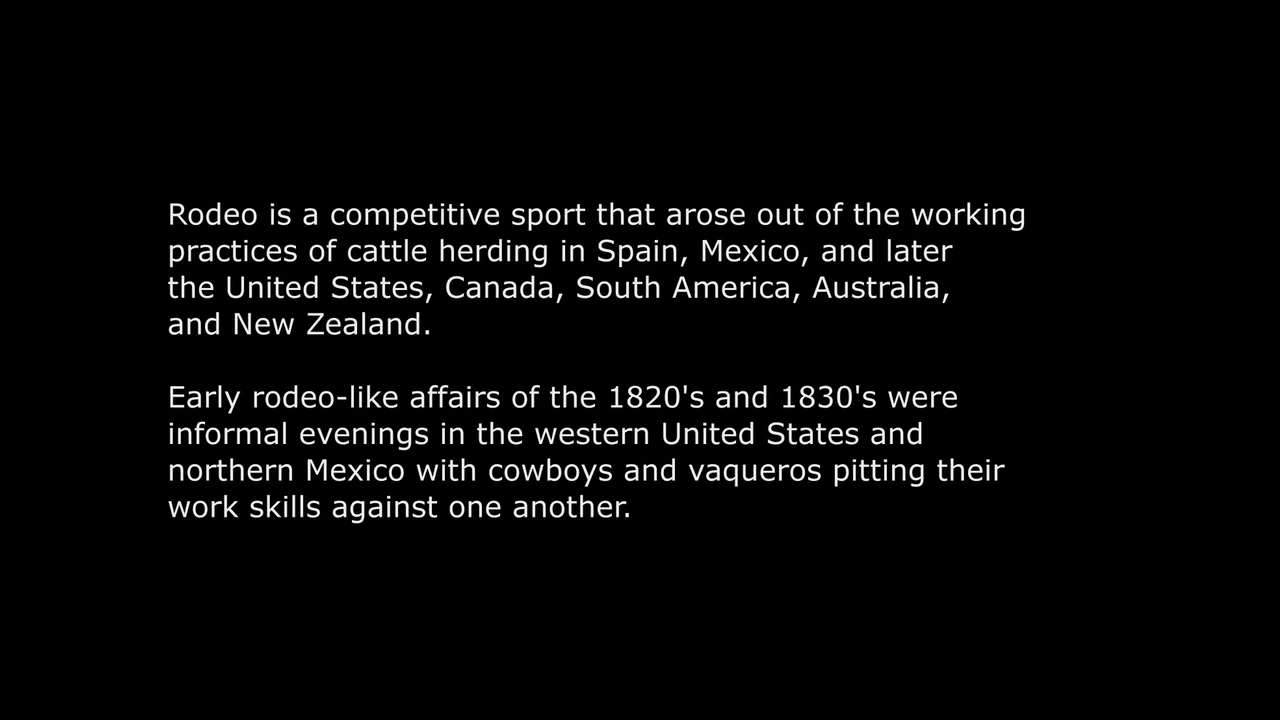 Rodeo is a competitive sport that arose out of the working
practices of cattle herding in Spain, Mexico, and later
the United States, Canada, South America, Australia,
and New Zealand.
Early rodeo-like affairs of the 1820's and 1830's were
informal evenings in the western United States and
northern Mexico with cowboys and vaqueros pitting their
work skills against one another.